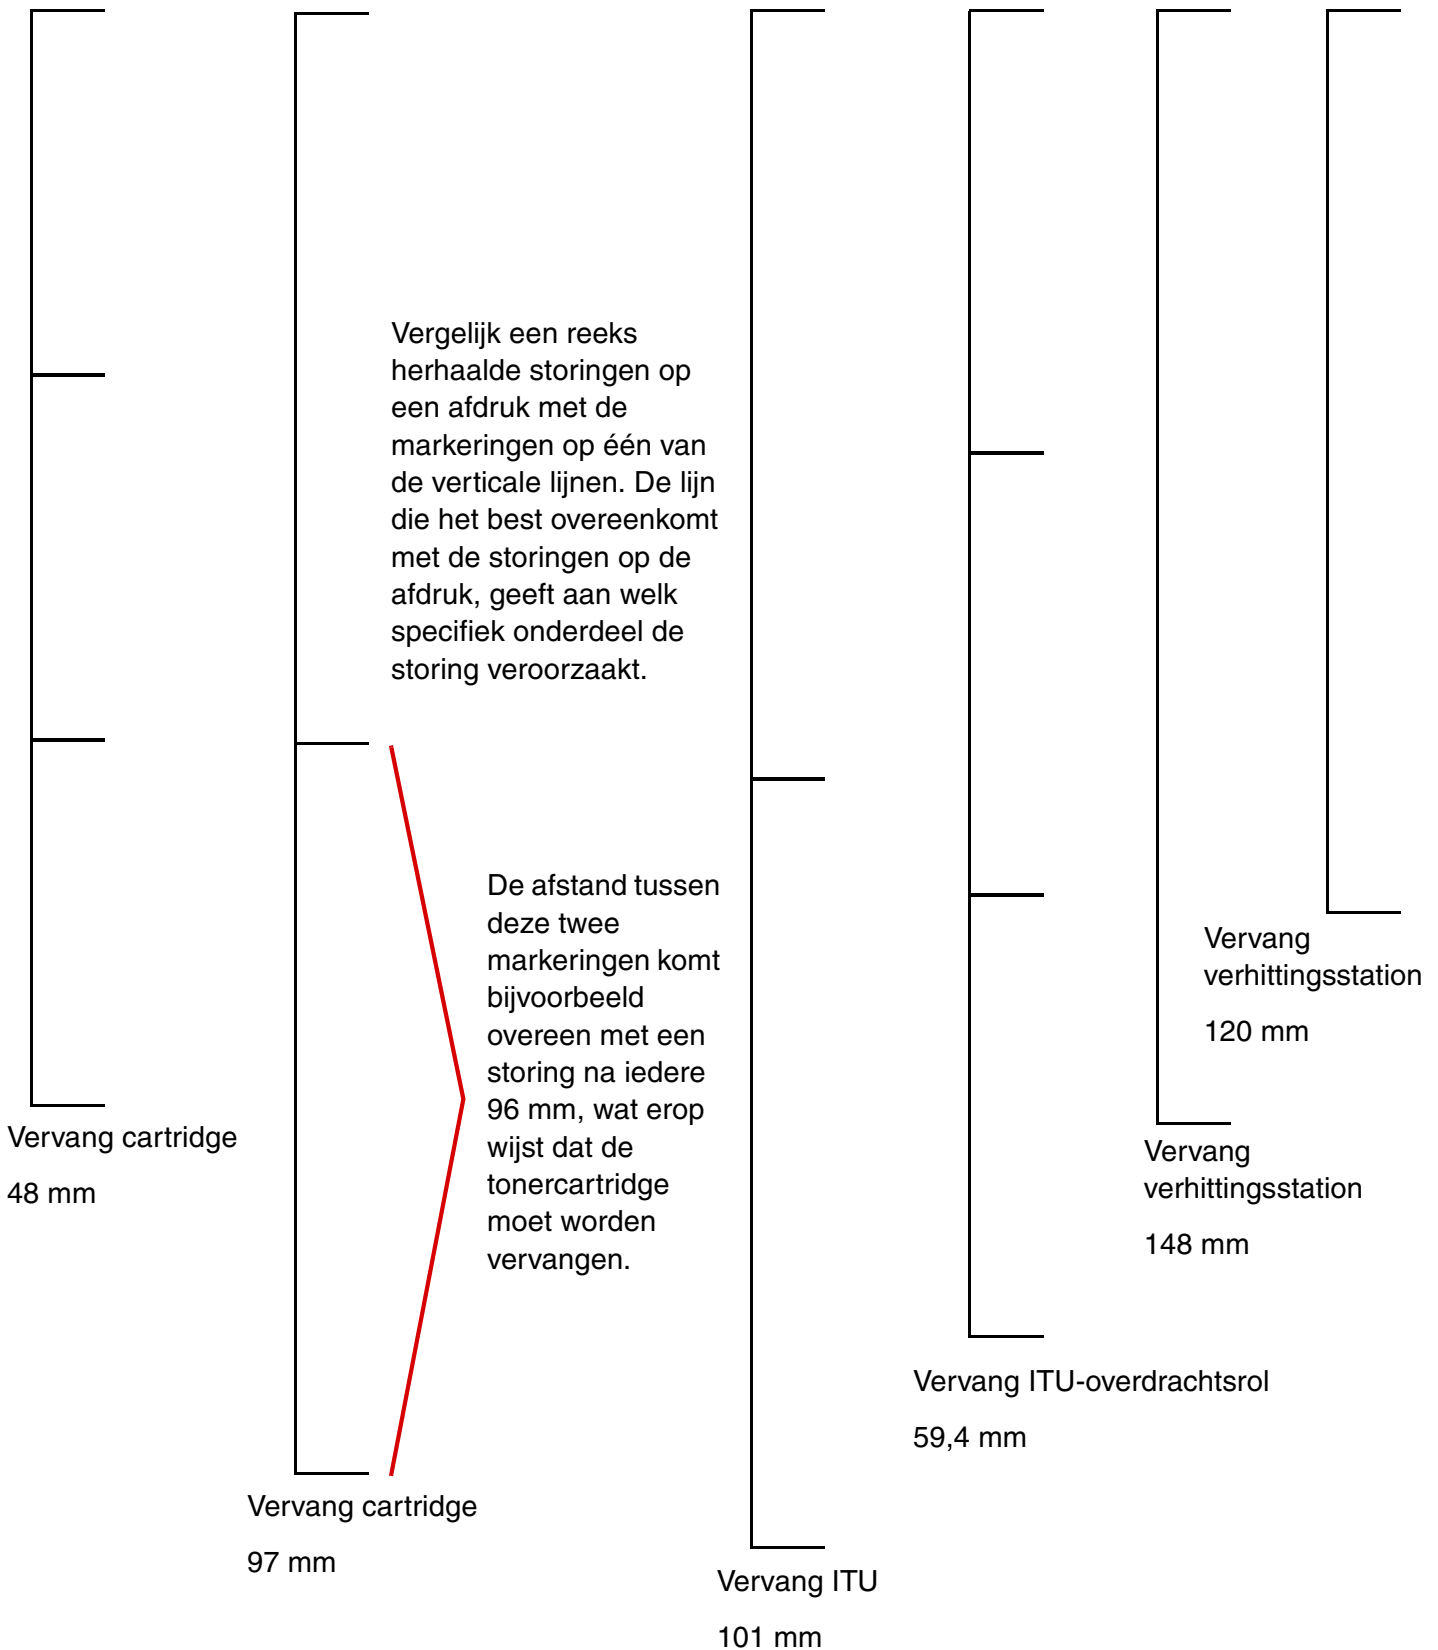 Vergelijk een reeks
herhaalde storingen op
een afdruk met de
markeringen op één van
de verticale lijnen. De lijn
die het best overeenkomt
met de storingen op de
afdruk, geeft aan welk
specifiek onderdeel de
storing veroorzaakt.
De afstand tussen
deze twee
markeringen komt
bijvoorbeeld
overeen met een
storing na iedere
96 mm, wat erop
wijst dat de
tonercartridge
moet worden
vervangen.
Vervang cartridge
48 mm
Vervang cartridge
97 mm
Vervang ITU
101 mm
Vervang ITU-overdrachtsrol
59,4 mm
Vervang
verhittingsstation
148 mm
Vervang
verhittingsstation
120 mm